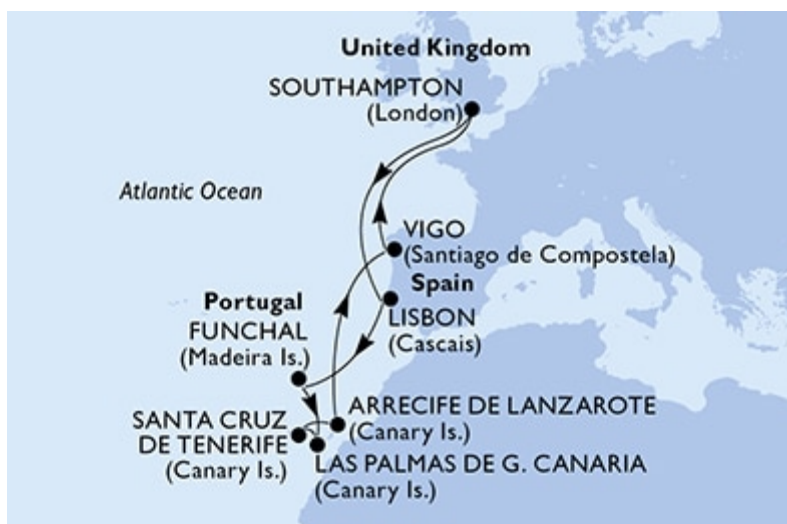 United Kingdom
SOUTHAMPTON
(London)
Atlantic Ocean
VIGO
(Santiago de Compostela)
Spain
Portugal
FUNCHAL
(Madeira Is.)
LISBON
(Cascais)
SANTA CRUZ
DE TENERIFE
(Canary Is.)
ARRECIFE DE LANZAROTE
(Canary Is.)
LAS PALMAS DE G. CANARIA
(Canary Is.)